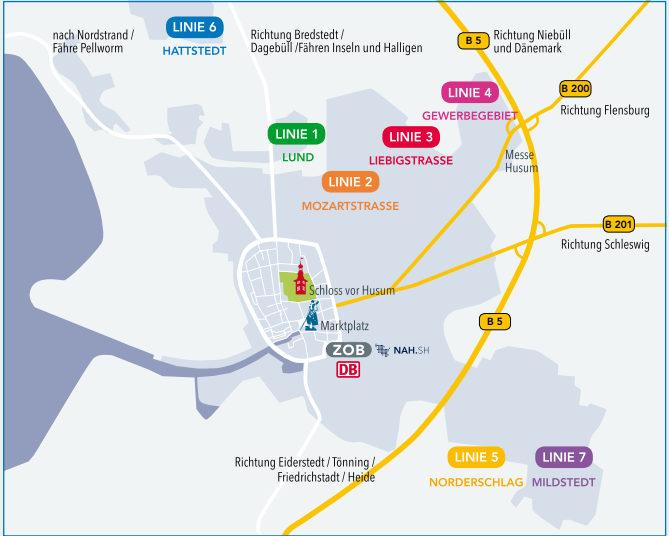 LINIE 6
HATTSTEDT
nach Nordstrand /
Fähre Pellworm
Richtung Bredstedt /
Dagebüll /Fähren Inseln und Halligen
B 5
Richtung Niebüll
und Dänemark
LINIE 4
GEWERBEGEBIET
B 200
Richtung Flensburg
LINIE 1
LUND
LINIE 3
LIEBIGSTRASSE
Messe
Husum
LINIE 2
MOZARTSTRASSE
B 201
Richtung Schleswig
Schloss vor Husum
Marktplatz
B 5
ZOB
NAH.SH
DB
Richtung Eiderstedt / Tönning /
Friedrichstadt / Heide
LINIE 5
NORDERSCHLAG
LINIE 7
MILDSTEDT